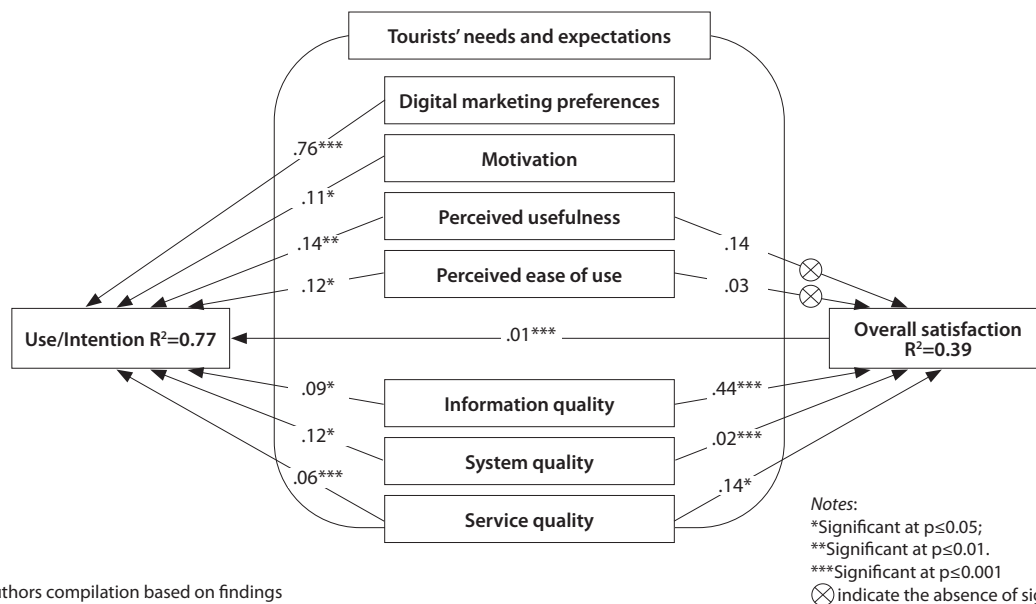 Tourists' needs and expectations
Digital marketing preferences
.76***
Motivation
.11*
Perceived usefulness
.14**
.14
Perceived ease of use
.12*
.03
Use/Intention R²=0.77
.01***
Overall satisfaction
R²=0.39
.09*
Information quality
.44***
.12*
System quality
.02***
.06***
Service quality
.14*
Notes:
*Significant at p≤0.05;
**Significant at p≤0.01.
***Significant at p≤0.001
indicate the absence of
compilation based on findings